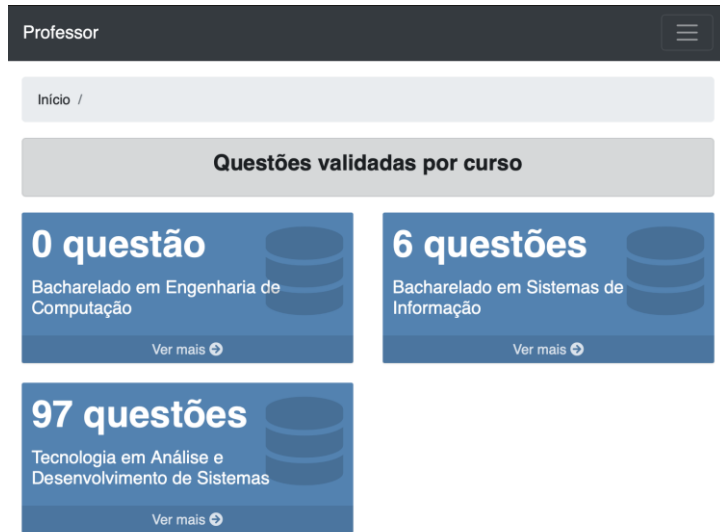 Professor
Início /
Questões validadas por curso
0 questão
Bacharelado em Engenharia de
Computação
Ver mais
6 questões
Bacharelado em Sistemas de
Informação
Ver mais
97 questões
Tecnologia em Análise e
Desenvolvimento de Sistemas
Ver mais